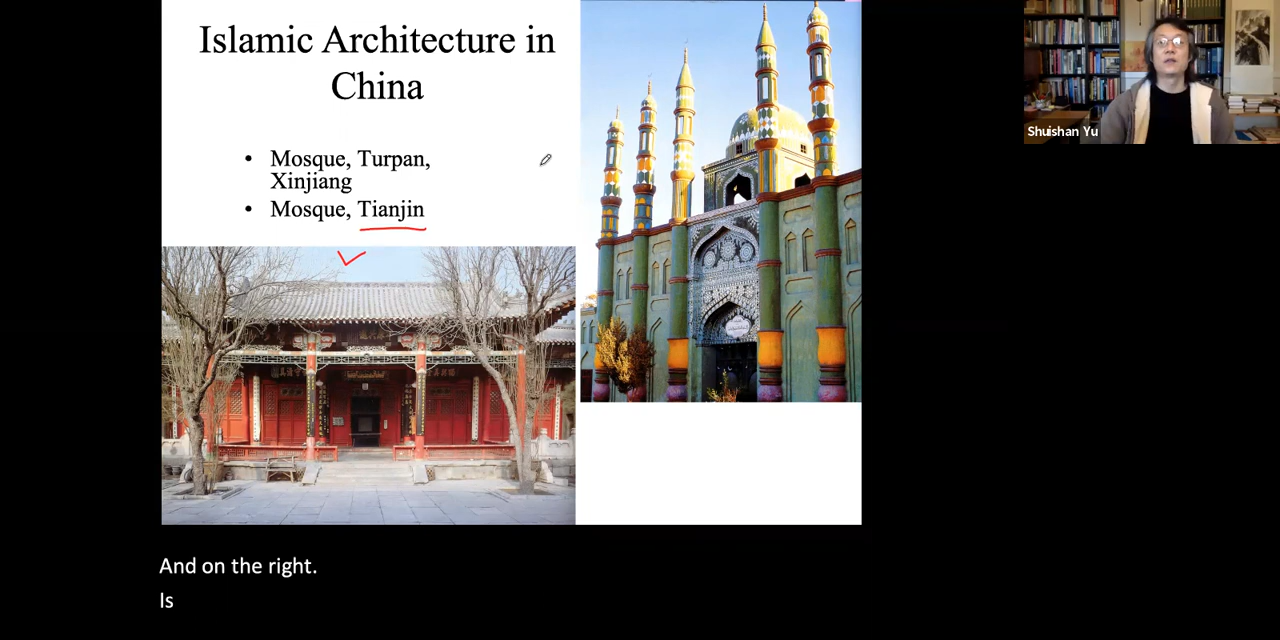 Islamic Architecture in
China
• Mosque, Turpan,
Xinjiang
• Mosque, Tianjin
Shuishan Yu
And on the right.
Is